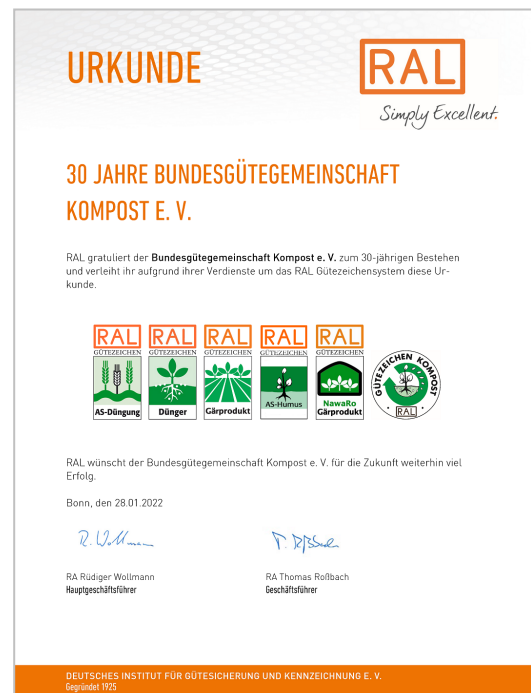 URKUNDE
RAL
Simply Excellent.
30 JAHRE BUNDESGÜTEGEMEINSCHAFT
KOMPOST E. V.
RAL gratuliert der Bundesgütegemeinschaft Kompost e. V. zum 30-jährigen Bestehen
und verleiht ihr aufgrund ihrer Verdienste um das RAL Gütezeichensystem diese Ur-
kunde.
RAL RAL RAL RAL RAL
GÜTEZEICHEN GÜTEZEICHEN GÜTEZEICHEN GÜTEZEICHEN GÜTEZEICHEN
AS-Düngung Dünger Gärprodukt AS-Humus NawaRo Gärprodukt
GÜTEZEICHEN KOMPOST
RAL
RAL wünscht der Bundesgütegemeinschaft Kompost e. V. für die Zukunft weiterhin viel
Erfolg.
Bonn, den 28.01.2022
R. Wollmann
RA Rüdiger Wollmann RA Thomas Roßbach
Hauptgeschäftsführer Geschäftsführer
DEUTSCHES INSTITUT FÜR GÜTESICHERUNG UND KENNZEICHNUNG E. V.
Gegründet 1925